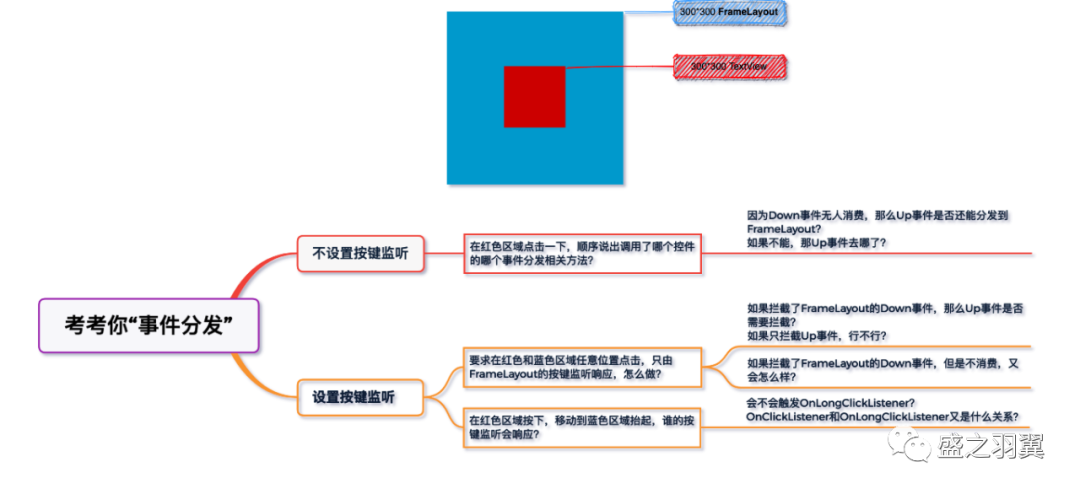 300*300 FrameLayout
300*300 TextView
因为Down事件无人消费，那么Up事件是否还能分发到
FrameLayout?
如果不能，那Up事件去哪了?
不设置按键监听
在红色区域点击一下，顺序说出调用了哪个控件
的哪个事件分发相关方法?
考考你“事件分发”
如果拦截了FrameLayout的Down事件，那么Up事件是否
需要拦截?
如果只拦截Up事件，行不行?
要求在红色和蓝色区域任意位置点击，只由
FrameLayout的按键监听响应，怎么做?
如果拦截了FrameLayout的Down事件，但是不消费，又
会怎么样?
设置按键监听
在红色区域按下，移动到蓝色区域抬起，谁的按
键监听会响应?
会不会触发OnLongClickListener?
OnClickListener和OnLongClickListener又是什么关系?
盛之羽翼